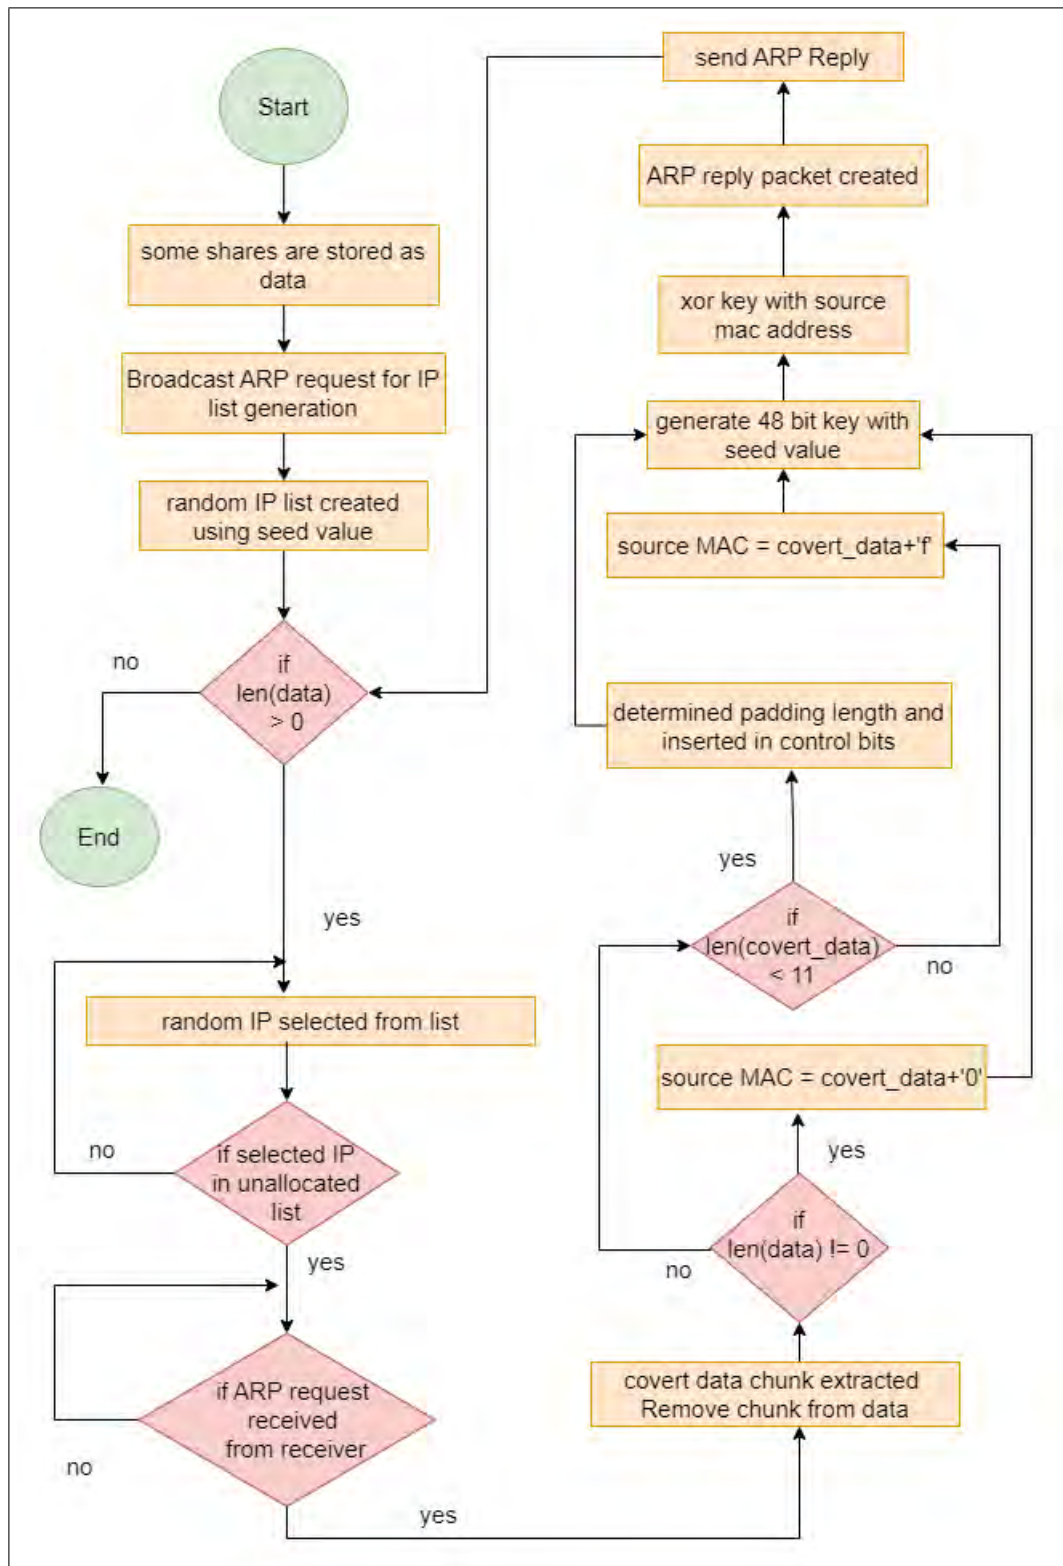 Start
some shares are stored as
data
Broadcast ARP request for IP
list generation
random IP list created
using seed value
if
len(data)
> 0
no
End
yes
random IP selected from list
if selected IP
in unallocated
list
no
yes
if ARP request
received
from receiver
no
yes
covert data chunk extracted
Remove chunk from data
if
len(data) != 0
no
yes
source MAC = covert_data+'0'
if
len(covert_data)
< 11
yes
no
determined padding length and
inserted in control bits
source MAC = covert_data+'f'
generate 48 bit key with
seed value
xor key with source
mac address
ARP reply packet created
send ARP Reply